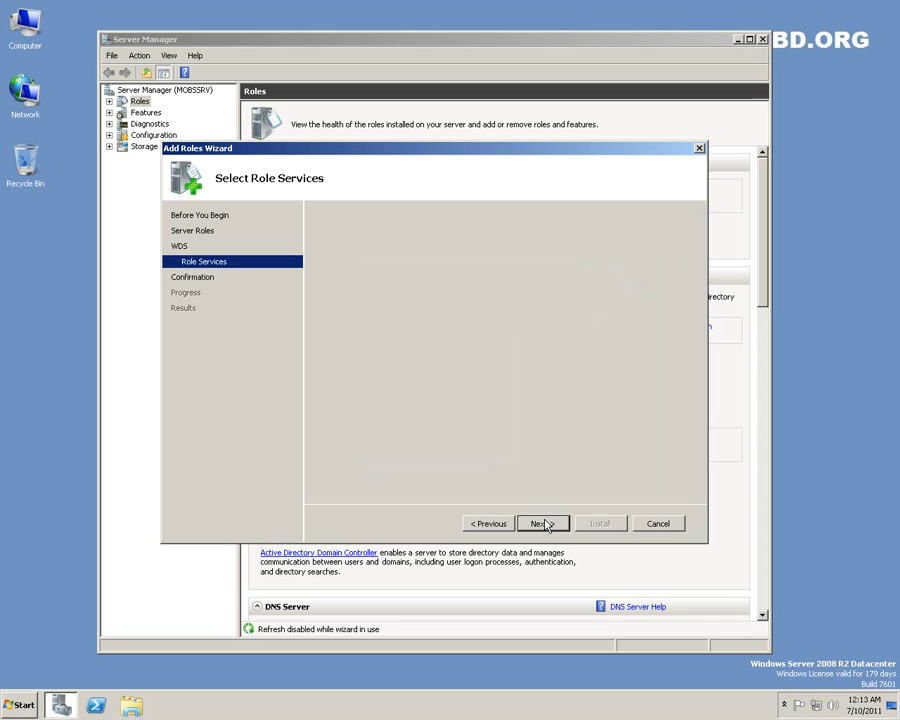 Computer
Network
Recycle Bin
BD.ORG
Server Manager
File Action View Help
Server Manager (MOBSSRV)
Roles
Features
Diagnostics
Configuration
Storage
Roles
View the health of the roles installed on your server and add or remove roles and features.
Add Roles Wizard
Select Role Services
Before You Begin
Server Roles
WDS
Role Services
Confirmation
Progress
Results
irectory
n
< Previous
Next >
Install
Cancel
Active Directory Domain Controller enables a server to store directory data and manages
communication between users and domains, including user logon processes, authentication,
and directory searches.
DNS Server
DNS Server Help
Refresh disabled while wizard in use
Windows Server 2008 R2 Datacenter
Windows License valid for 179 days
Build 7601
Start
12:13 AM
7/10/2011